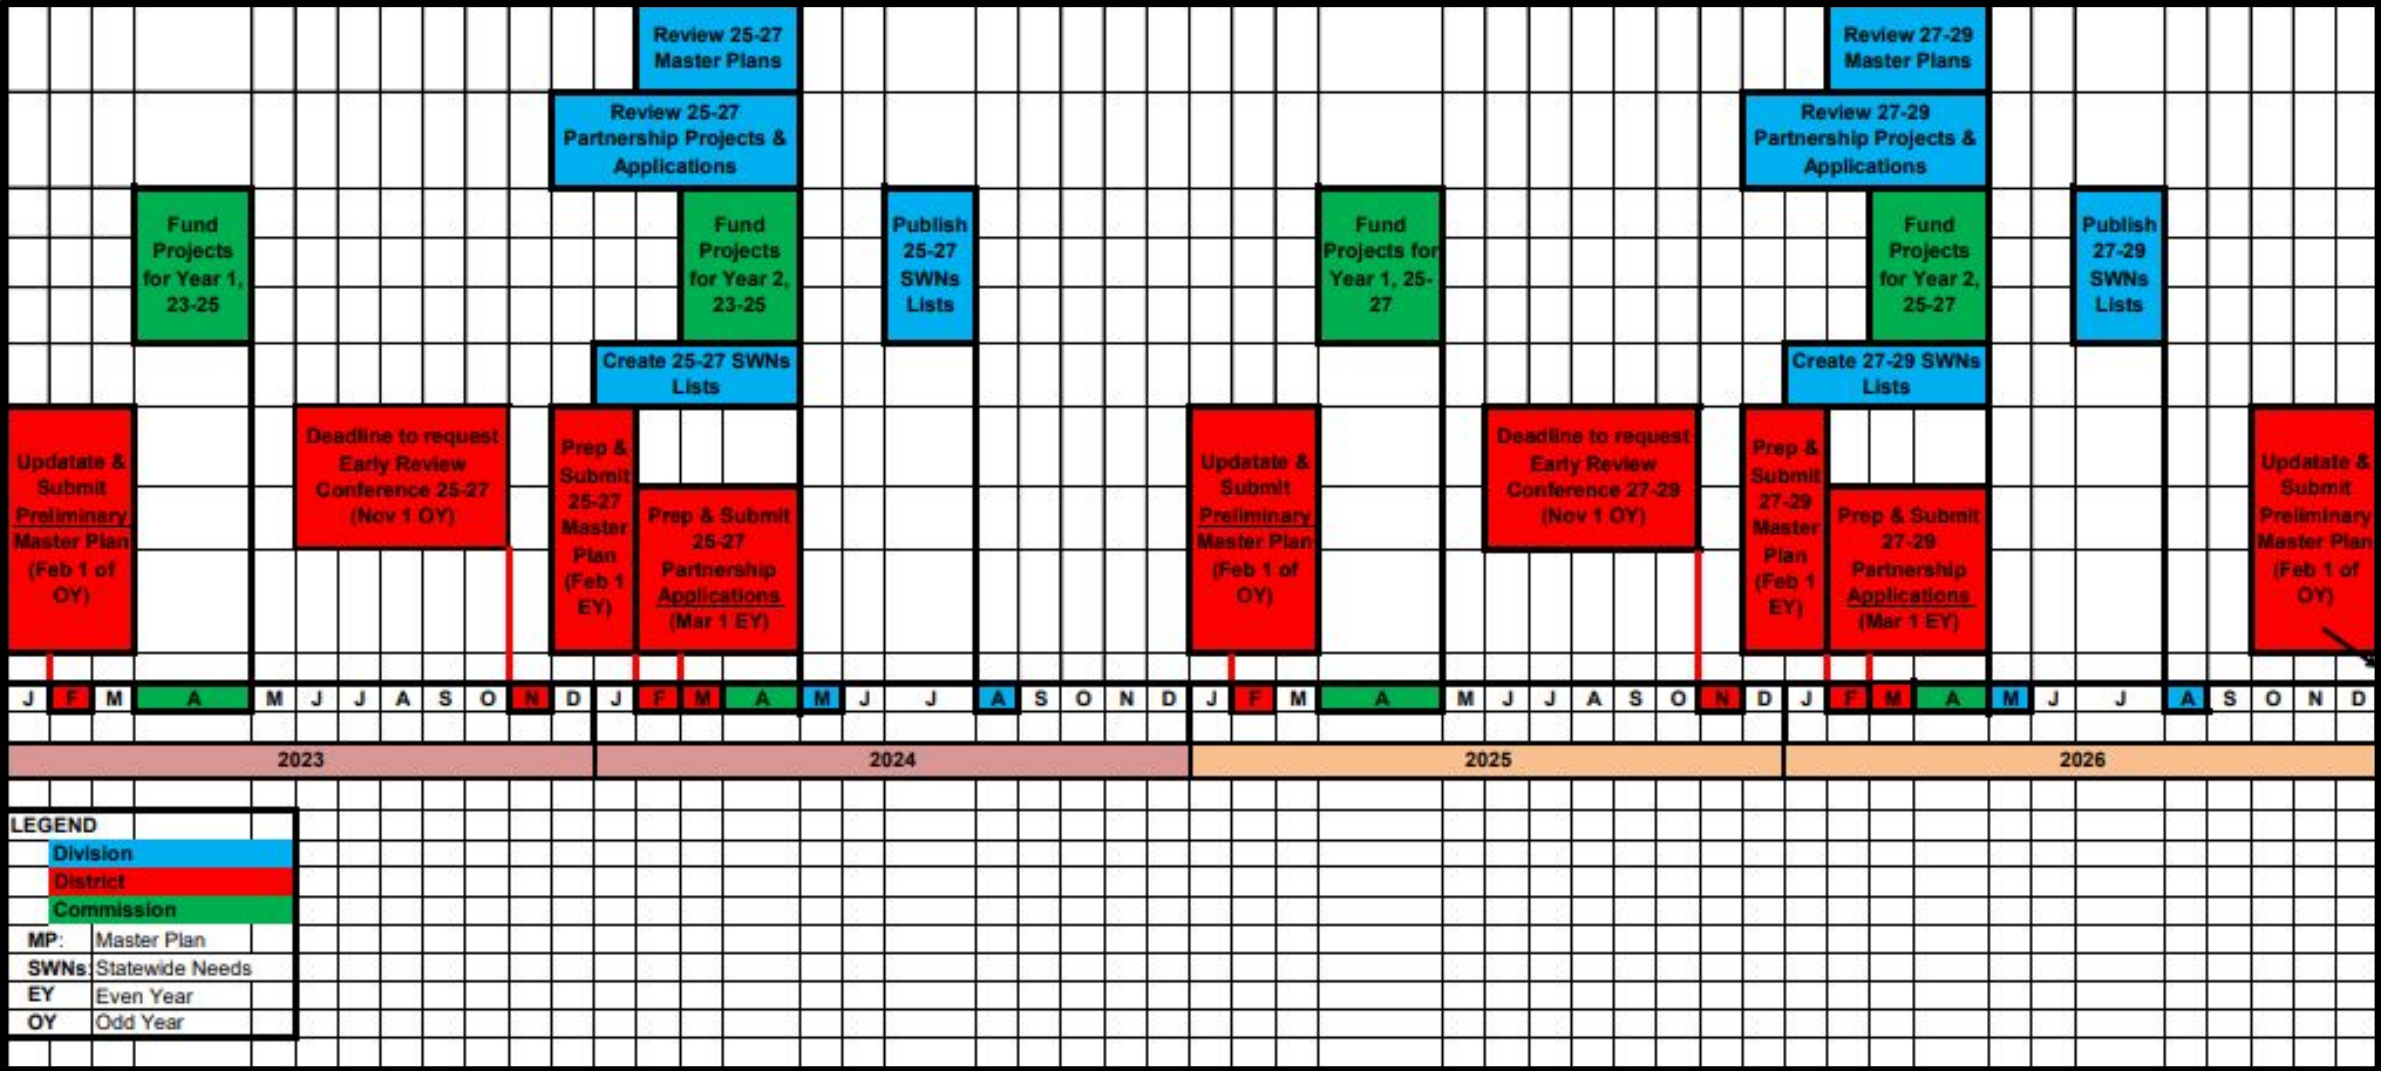 Review 25-27
Master Plans
Review 27-29
Master Plans
Review 25-27
Partnership Projects &
Applications
Review 27-29
Partnership Projects &
Applications
Fund
Projects
for Year 1,
23-25
Fund
Projects
for Year 2,
23-25
Publish
25-27
SWNs
Lists
Fund
Projects for
Year 1, 25-
27
Fund
Projects
for Year 2,
25-27
Publish
27-29
SWNs
Lists
Create 25-27 SWNs
Lists
Create 27-29 SWNs
Lists
Updatate &
Submit
Preliminary
Master Plan
(Feb 1 of
OY)
Deadline to request
Early Review
Conference 25-27
(Nov 1 OY)
Prep &
Submit
25-27
Master
Plan
(Feb 1
EY)
Prep & Submit
25-27
Partnership
Applications
(Mar 1 EY)
Updatate &
Submit
Preliminary
Master Plan
(Feb 1 of
OY)
Deadline to request
Early Review
Conference 27-29
(Nov 1 OY)
Prep &
Submit
27-29
Master
Plan
(Feb 1
EY)
Prep & Submit
27-29
Partnership
Applications
(Mar 1 EY)
Updatate &
Submit
Preliminary
Master Plan
(Feb 1 of
OY)
J F M A M J J A S O N D J F M A M J J A S O N D J F M A M J J A S O N D J F M A M J J A S O N D
2023 2024 2025 2026
LEGEND
Division
District
Commission
MP: Master Plan
SWNs: Statewide Needs
EY Even Year
OY Odd Year